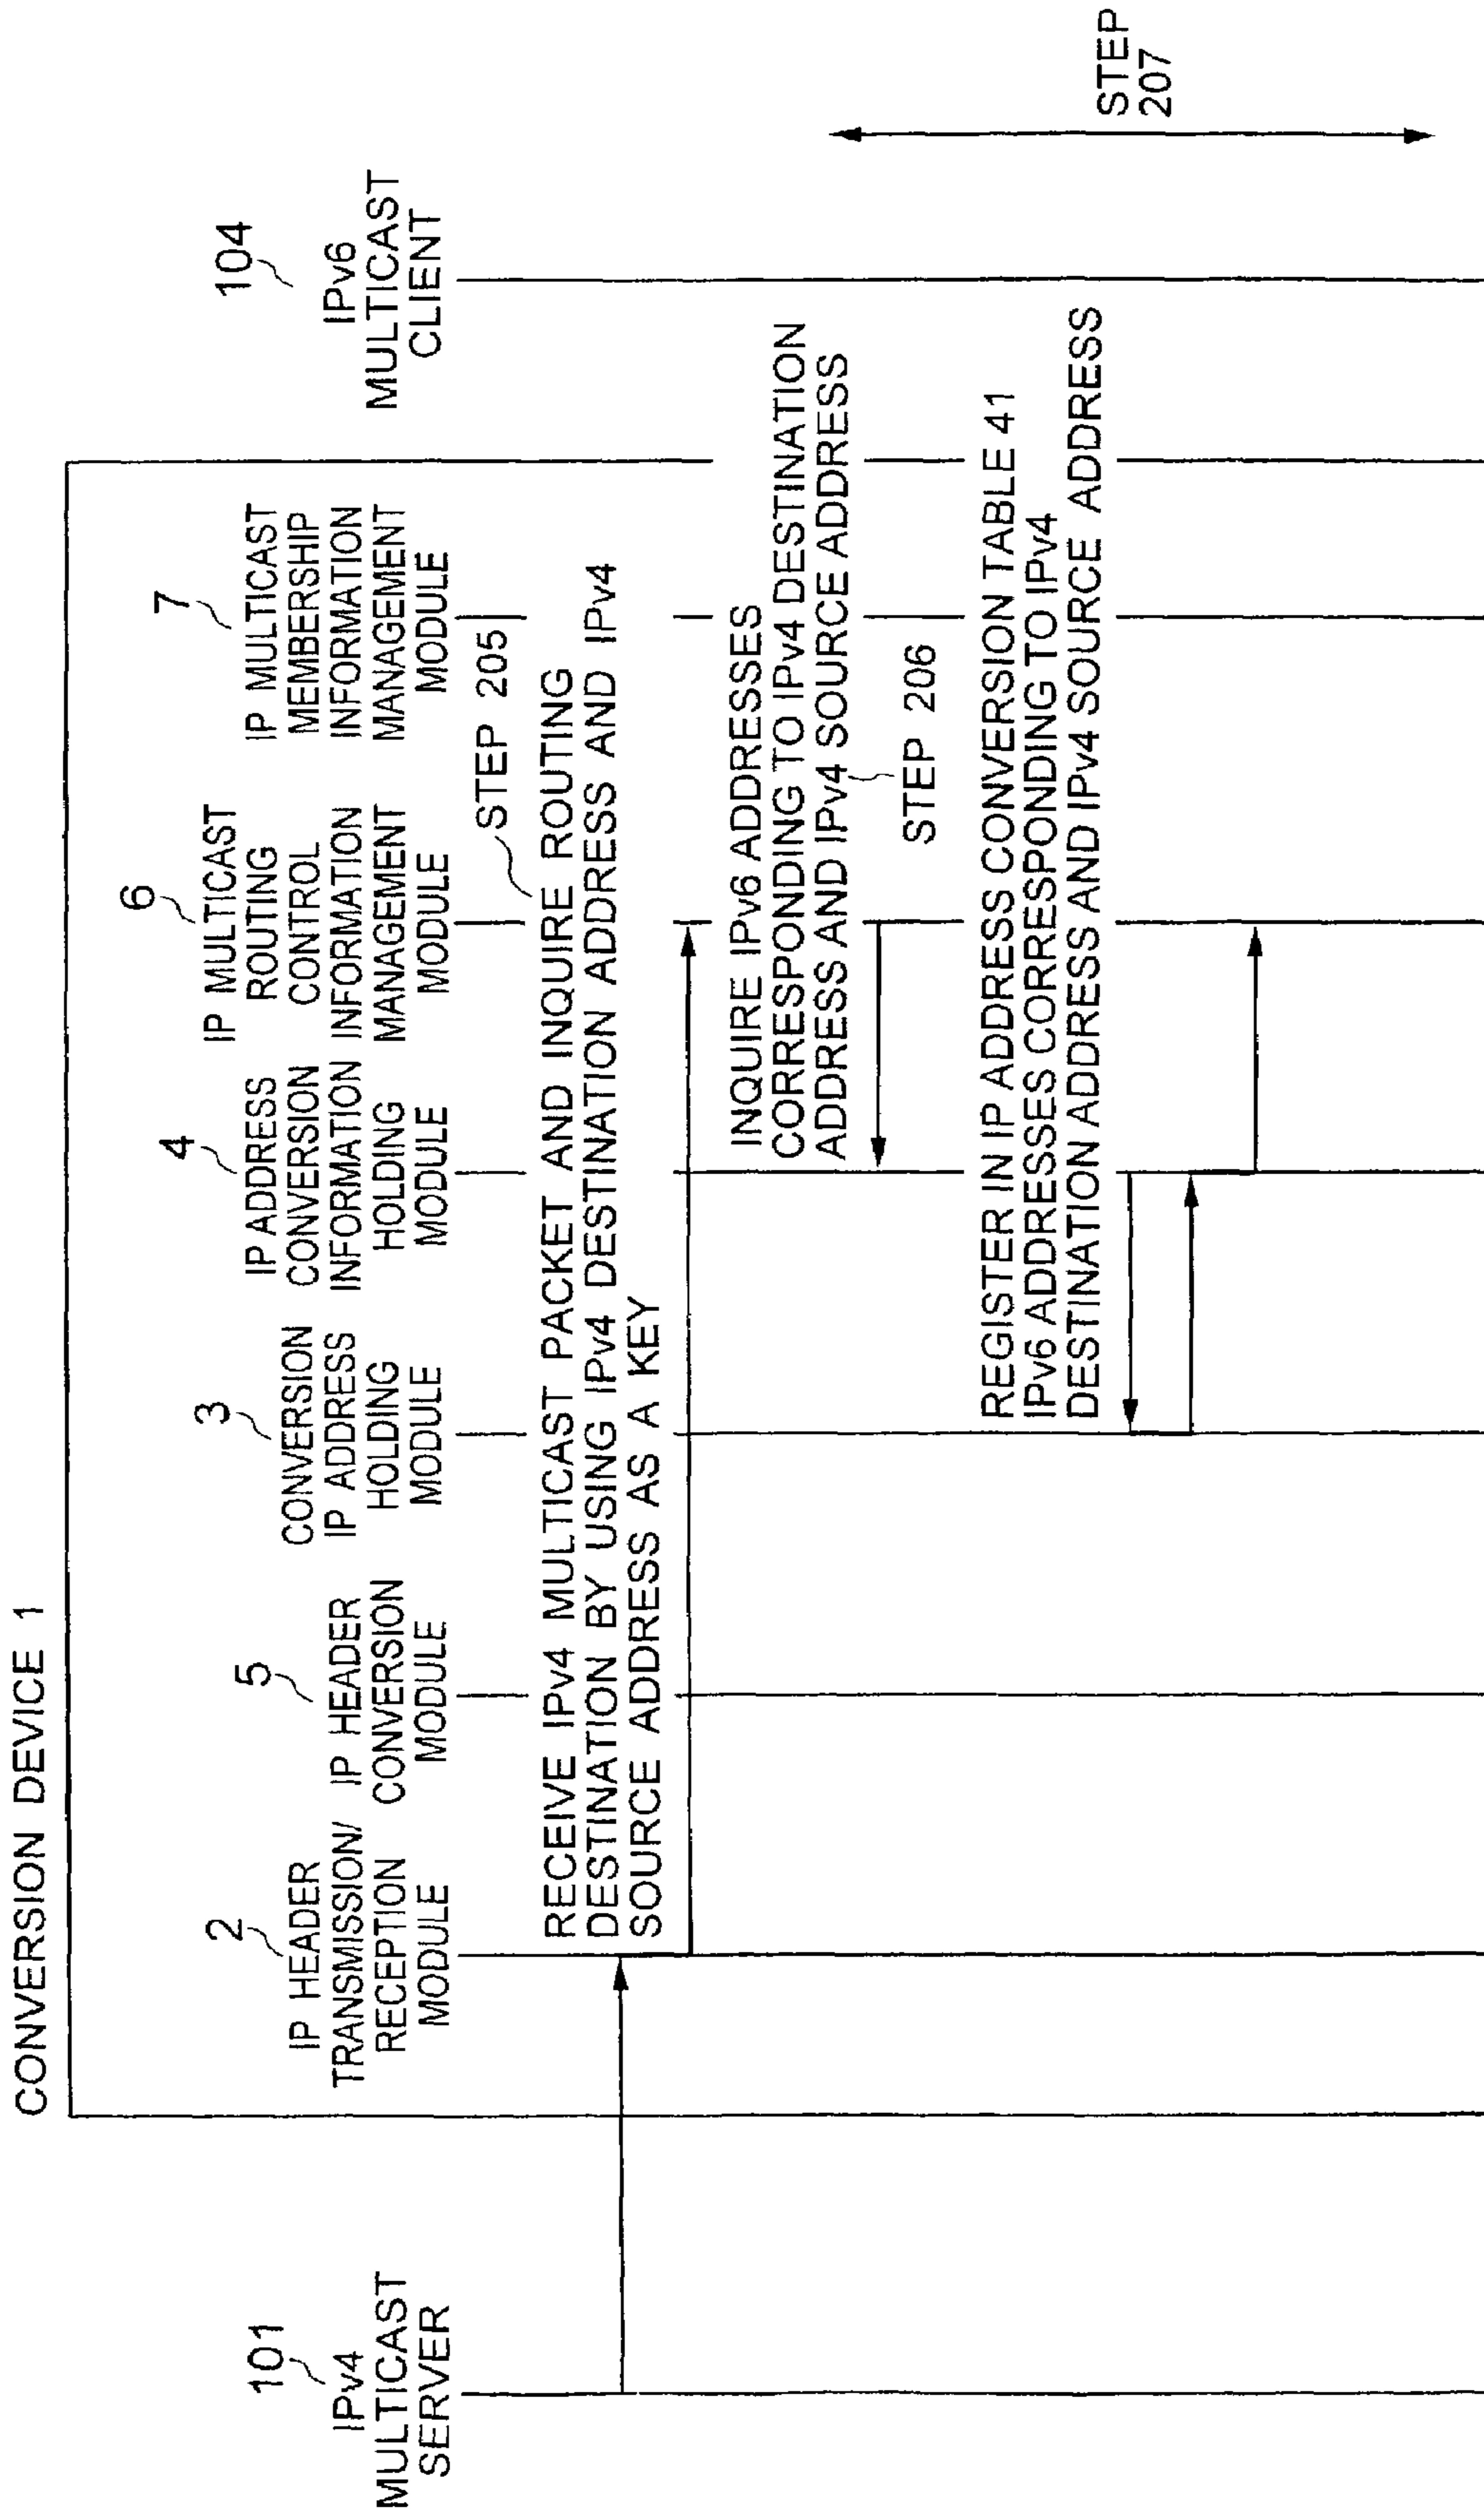 CONVERSION DEVICE 1
101
IPv4
MULTICAST
SERVER
2
IP HEADER
TRANSMISSION/
RECEPTION
MODULE
5
IP HEADER
CONVERSION
MODULE
3
CONVERSION
IP ADDRESS
HOLDING
MODULE
4
IP ADDRESS
CONVERSION
INFORMATION
HOLDING
MODULE
6
IP MULTICAST
ROUTING
CONTROL
INFORMATION
MANAGEMENT
MODULE
7
IP MULTICAST
MEMBERSHIP
INFORMATION
MANAGEMENT
MODULE
104
IPv6
MULTICAST
CLIENT
STEP 205
RECEIVE IPv4 MULTICAST PACKET AND INQUIRE ROUTING
DESTINATION BY USING IPv4 DESTINATION ADDRESS AND IPv4
SOURCE ADDRESS AS A KEY
INQUIRE IPv6 ADDRESSES
CORRESPONDING TO IPv4 DESTINATION
ADDRESS AND IPv4 SOURCE ADDRESS
STEP 206
REGISTER IN IP ADDRESS CONVERSION TABLE 41
IPv6 ADDRESSES CORRESPONDING TO IPv4
DESTINATION ADDRESS AND IPv4 SOURCE ADDRESS
STEP
207